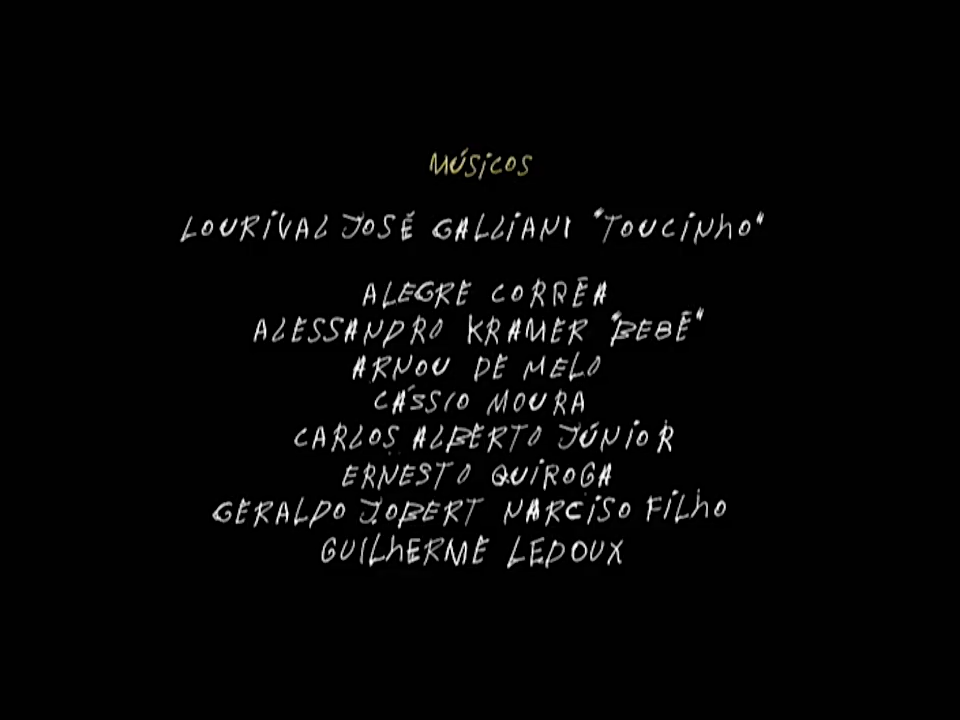 MÚSICOS
LOURIVAL JOSÉ GALLIANI "TOUCINHO"
ALEGRE CORRÊA
ALESSANDRO KRAMER "BEBÊ"
ARNOU DE MELO
CÁSSIO MOURA
CARLOS ALBERTO JÚNIOR
ERNESTO QUIROGA
GERALDO JOBERT NARCISO FILHO
GUILHERME LEDOUX